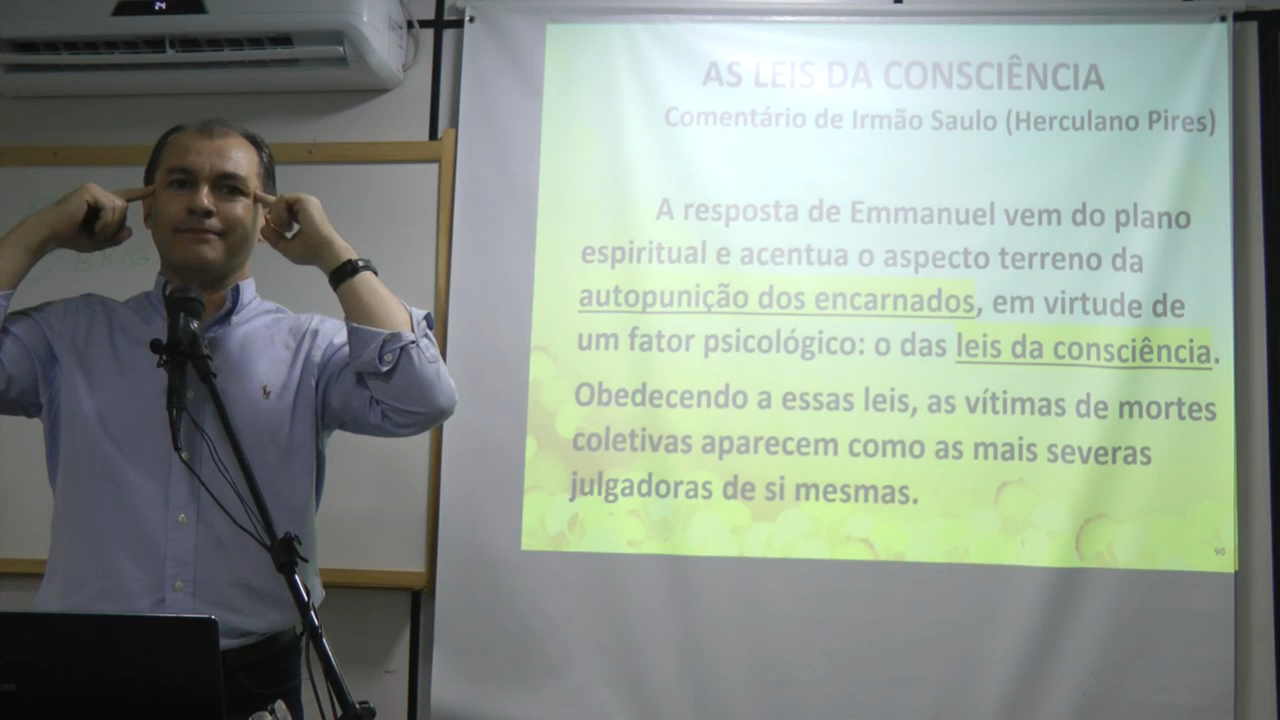 24
AS LEIS DA CONSCIÊNCIA
Comentário de Irmão Saulo (Herculano Pires)
A resposta de Emmanuel vem do plano
espiritual e acentua o aspecto terreno da
autopunição dos encarnados, em virtude de
um fator psicológico: o das leis da consciência.
Obedecendo a essas leis, as vítimas de mortes
coletivas aparecem como as mais severas
julgadoras de si mesmas.
90